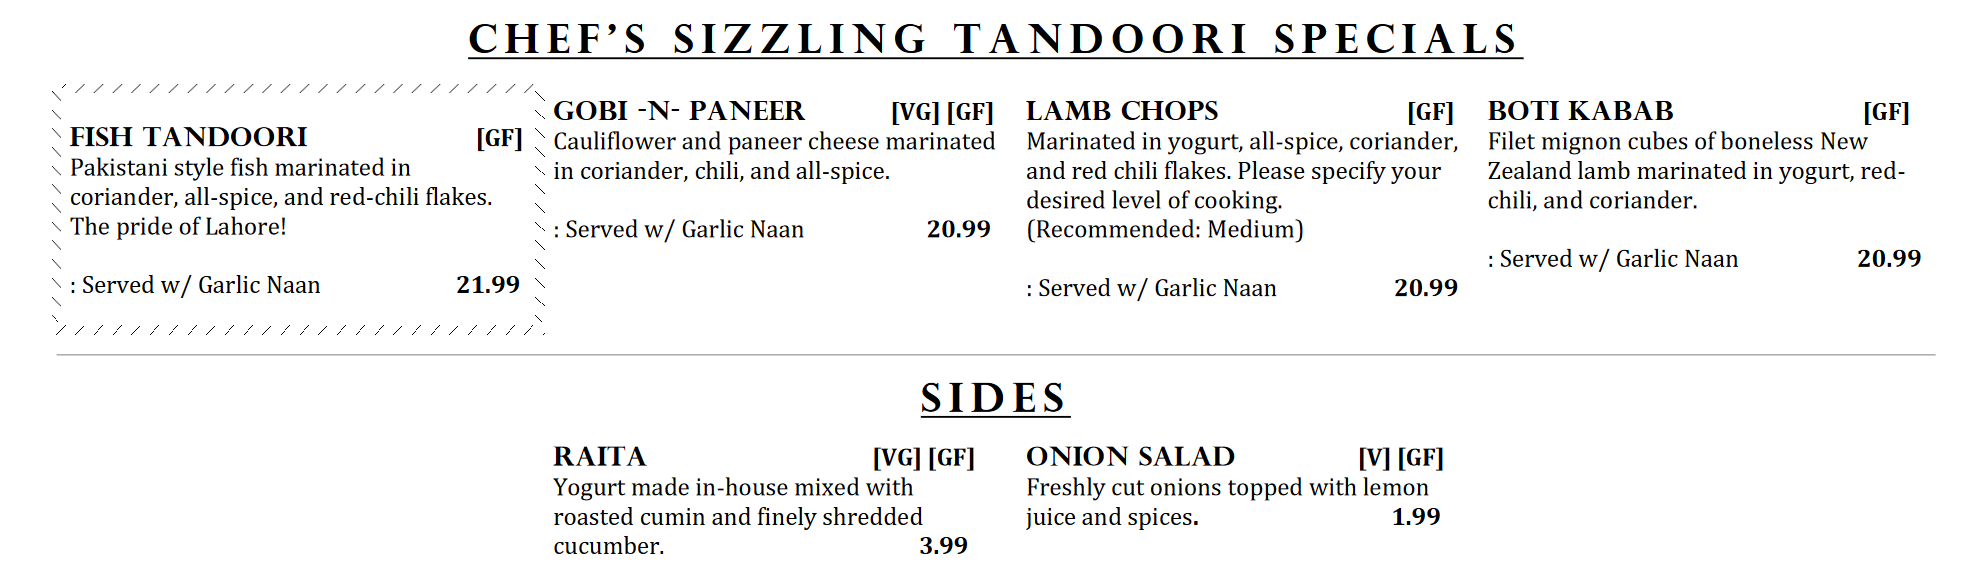 CHEF'S SIZZLING TANDOORI SPECIALS
FISH TANDOORI [GF]
Pakistani style fish marinated in
coriander, all-spice, and red-chili flakes.
The pride of Lahore!
: Served w/ Garlic Naan 21.99
GOBI -N- PANEER [VG] [GF]
Cauliflower and paneer cheese marinated
in coriander, chili, and all-spice.
: Served w/ Garlic Naan 20.99
LAMB CHOPS [GF]
Marinated in yogurt, all-spice, coriander,
and red chili flakes. Please specify your
desired level of cooking.
(Recommended: Medium)
: Served w/ Garlic Naan 20.99
BOTI KABAB [GF]
Filet mignon cubes of boneless New
Zealand lamb marinated in yogurt, red-
chili, and coriander.
: Served w/ Garlic Naan 20.99
SIDES
RAITA [VG] [GF]
Yogurt made in-house mixed with
roasted cumin and finely shredded
cucumber. 3.99
ONION SALAD [V] [GF]
Freshly cut onions topped with lemon
juice and spices. 1.99